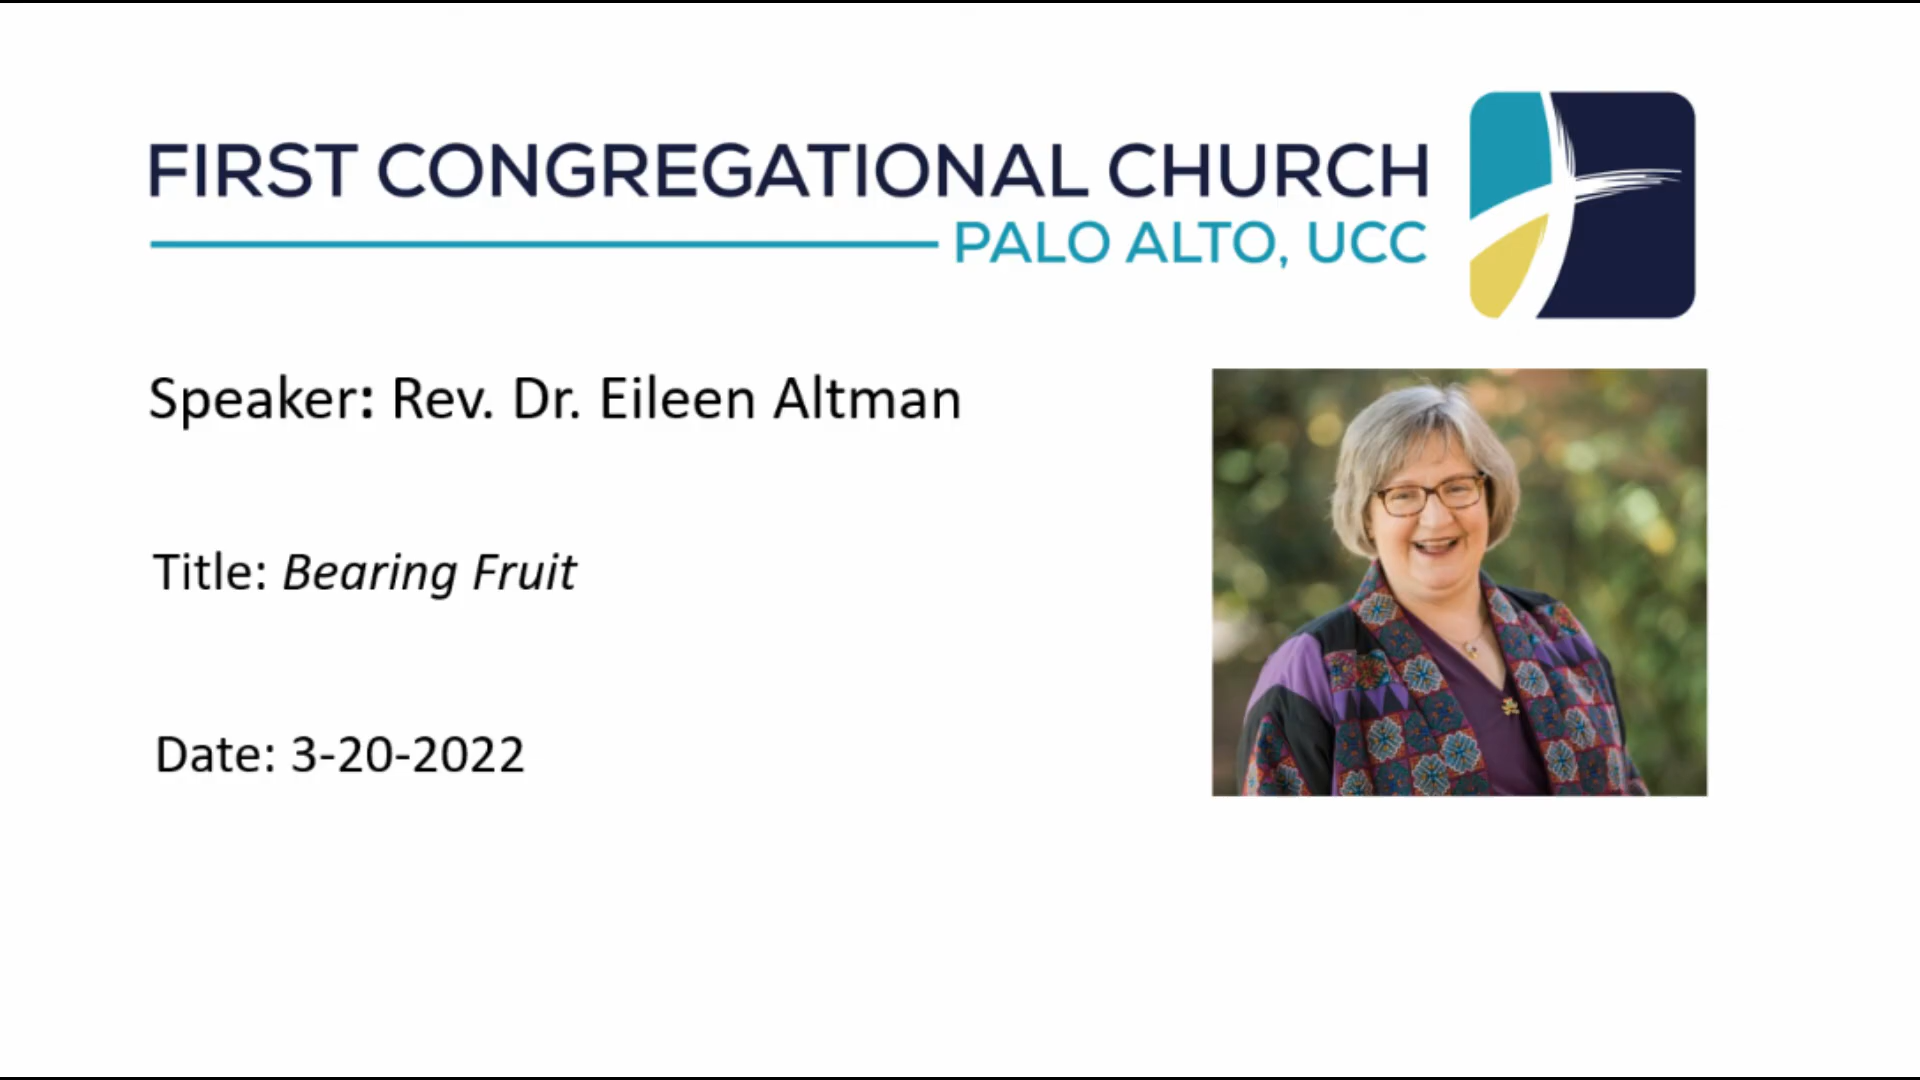 FIRST CONGREGATIONAL CHURCH
PALO ALTO, UCC
Speaker: Rev. Dr. Eileen Altman
Title: Bearing Fruit
Date: 3-20-2022